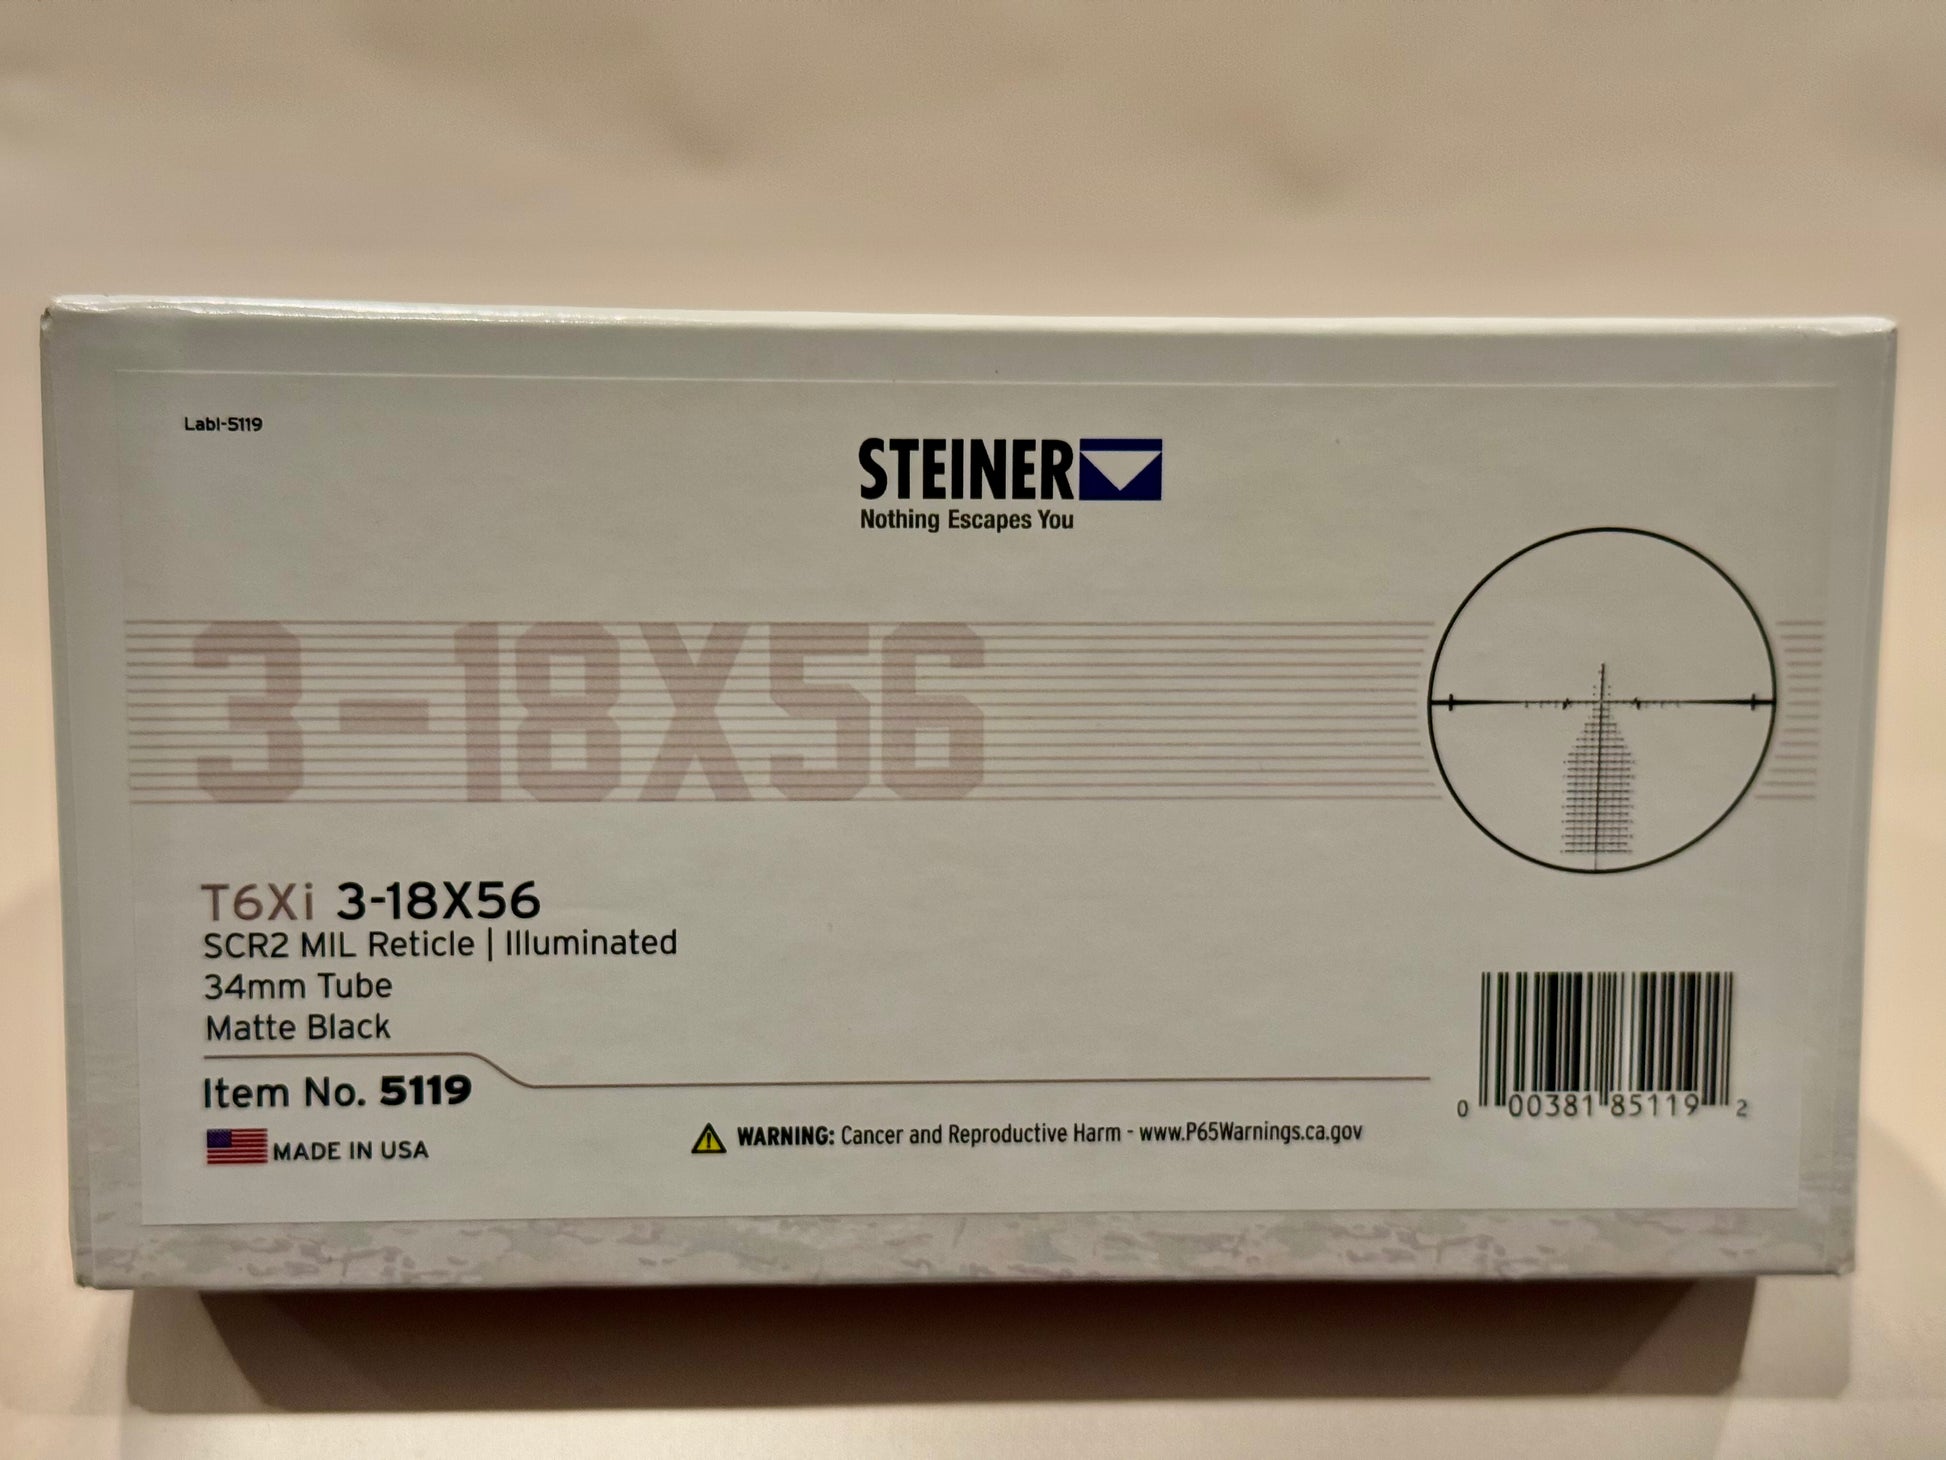 Labl-5119
STEINER
Nothing Escapes You
3-18X56
T6Xi 3-18X56
SCR2 MIL Reticle | Illuminated
34mm Tube
Matte Black
Item No. 5119
MADE IN USA
WARNING: Cancer and Reproductive Harm - www.P65Warnings.ca.gov
0 00381 85119 2